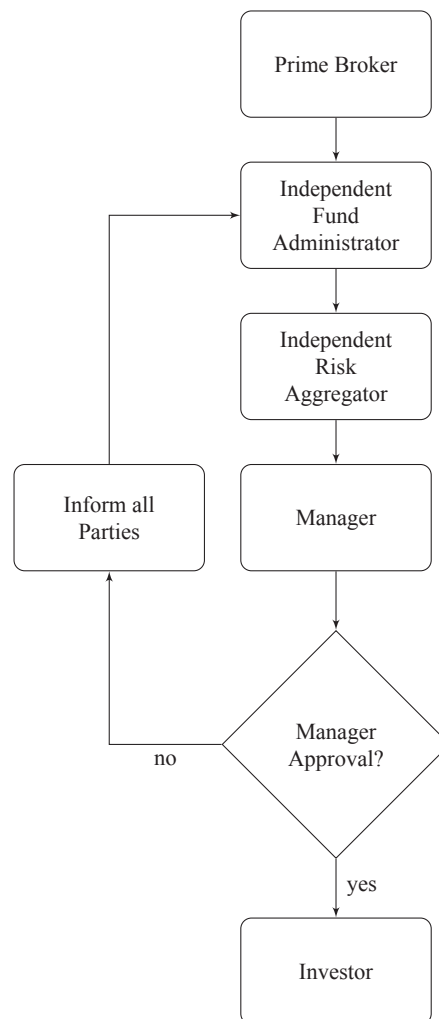 Prime Broker
Independent
Fund
Administrator
Independent
Risk
Aggregator
Inform all
Parties
Manager
Manager
Approval?
no
yes
Investor